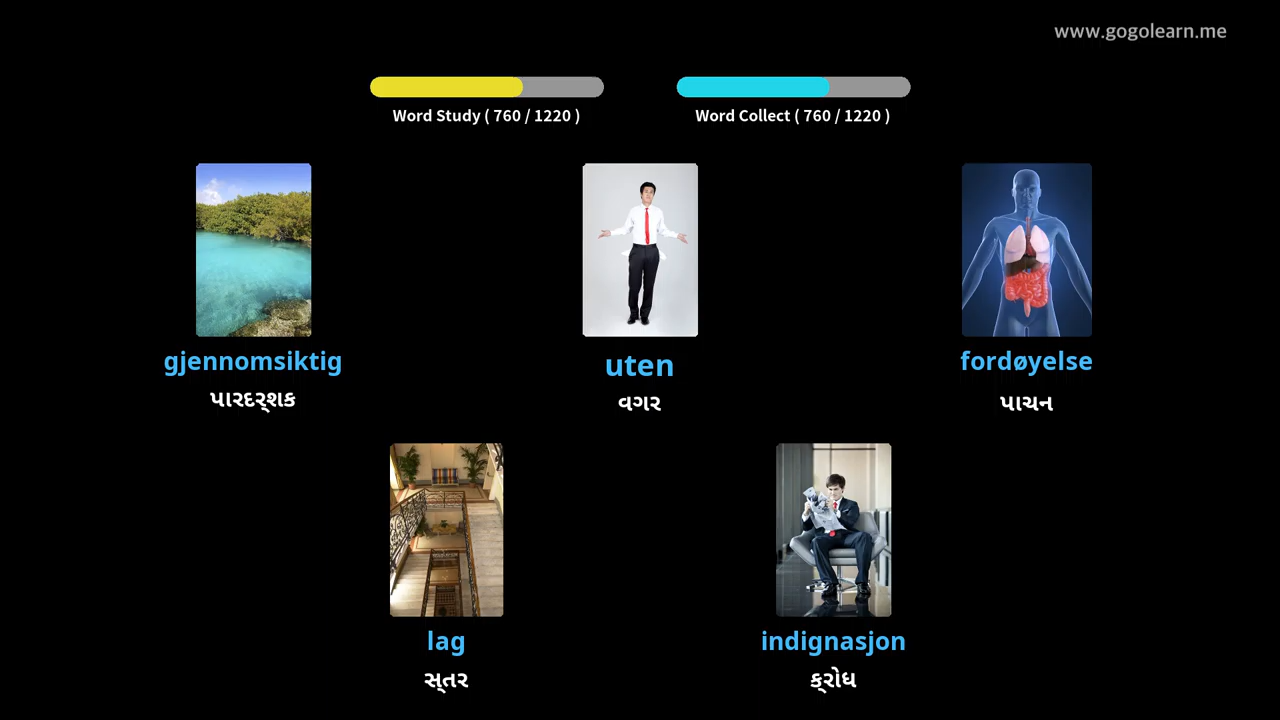 www.gogolearn.me
Word Study ( 760 / 1220 )
Word Collect ( 760 / 1220 )
gjennomsiktig
પારદર્શક
uten
વગર
fordøyelse
પાચન
lag
સ્તર
indignasjon
ક્રોધ